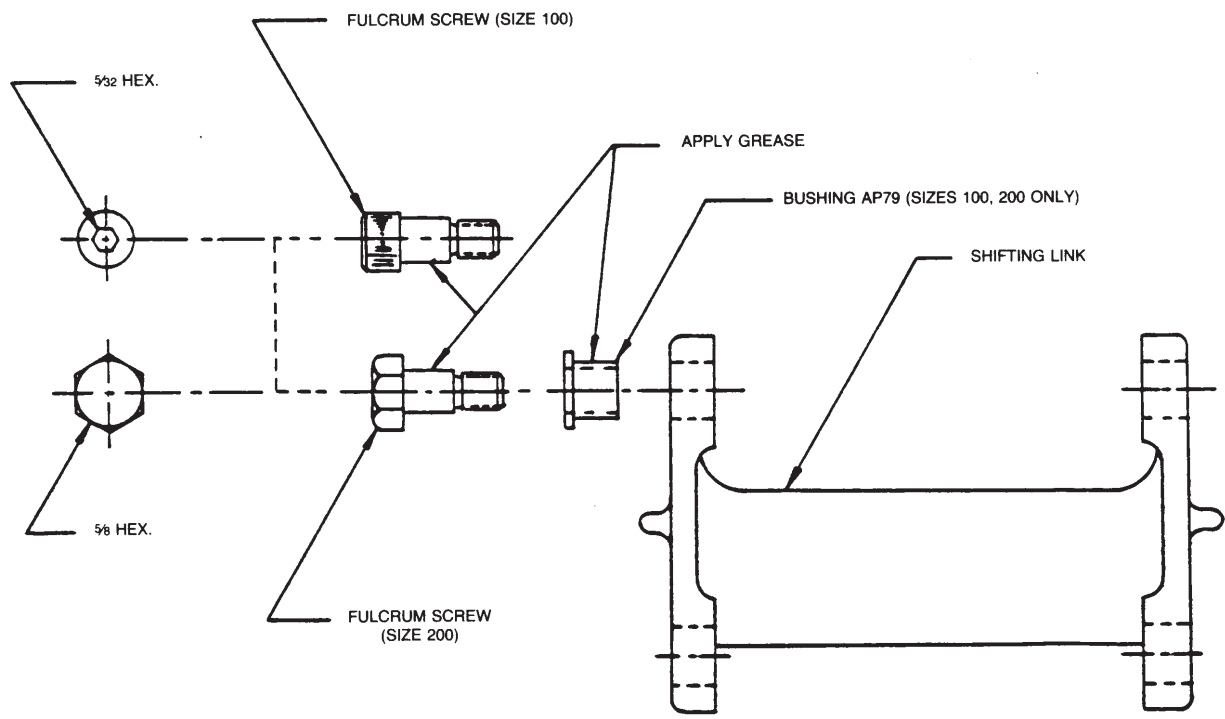 FULCRUM SCREW (SIZE 100)
5/32 HEX.
APPLY GREASE
BUSHING AP79 (SIZES 100, 200 ONLY)
SHIFTING LINK
5/8 HEX.
FULCRUM SCREW
(SIZE 200)